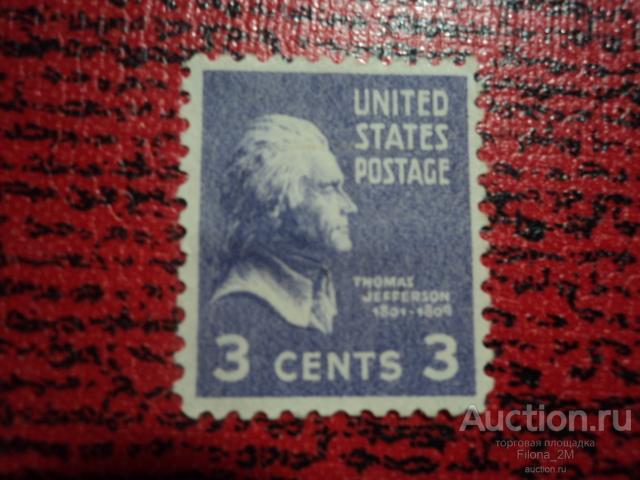 UNITED
STATES
POSTAGE
THOMAS
JEFFERSON
1801-1809
3 CENTS 3
Auction.ru
торговая площадка
Filona_2M
auction.ru